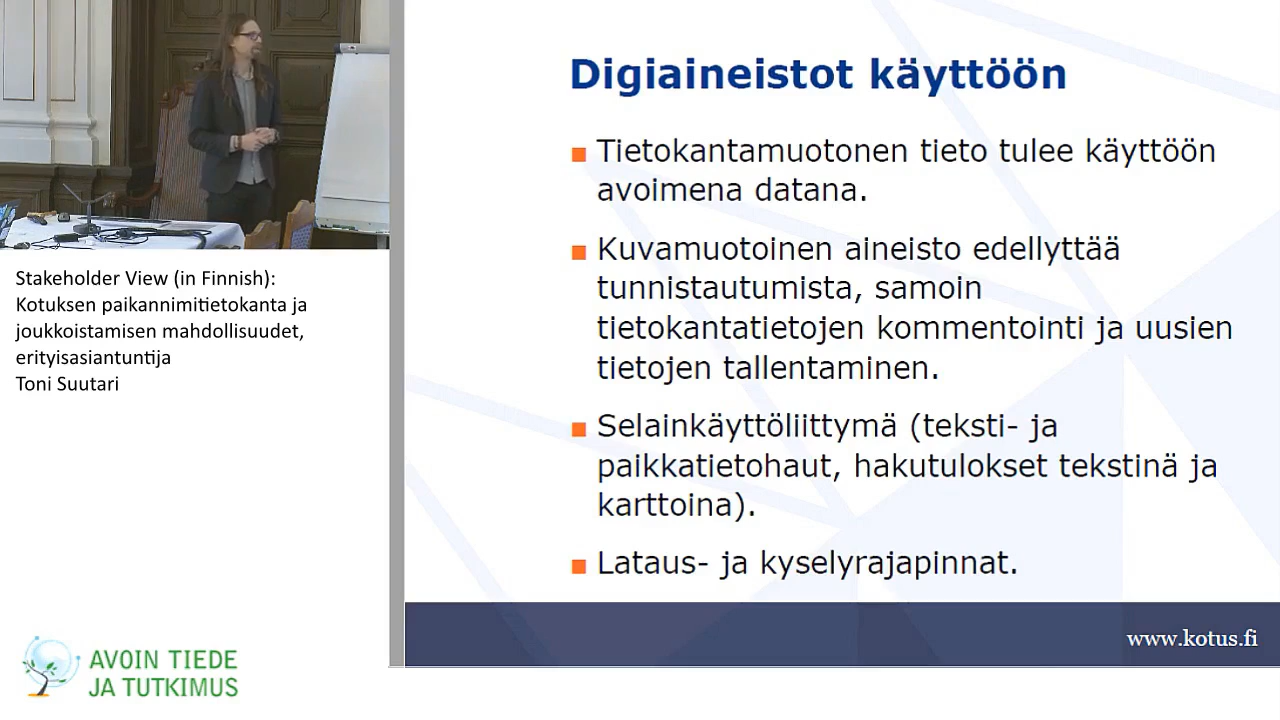 Stakeholder View (in Finnish):
Kotuksen paikannimitietokanta ja
joukkoistamisen mahdollisuudet,
erityisasiantuntija
Toni Suutari
AVOIN TIEDE
JA TUTKIMUS
Digiaineistot käyttöön
Tietokantamuotonen tieto tulee käyttöön
avoimena datana.
Kuvamuotoinen aineisto edellyttää
tunnistautumista, samoin
tietokantatietojen kommentointi ja uusien
tietojen tallentaminen.
Selainkäyttöliittymä (teksti- ja
paikkatietohaut, hakutulokset tekstinä ja
karttoina).
Lataus- ja kyselyrajapinnat.
www.kotus.fi